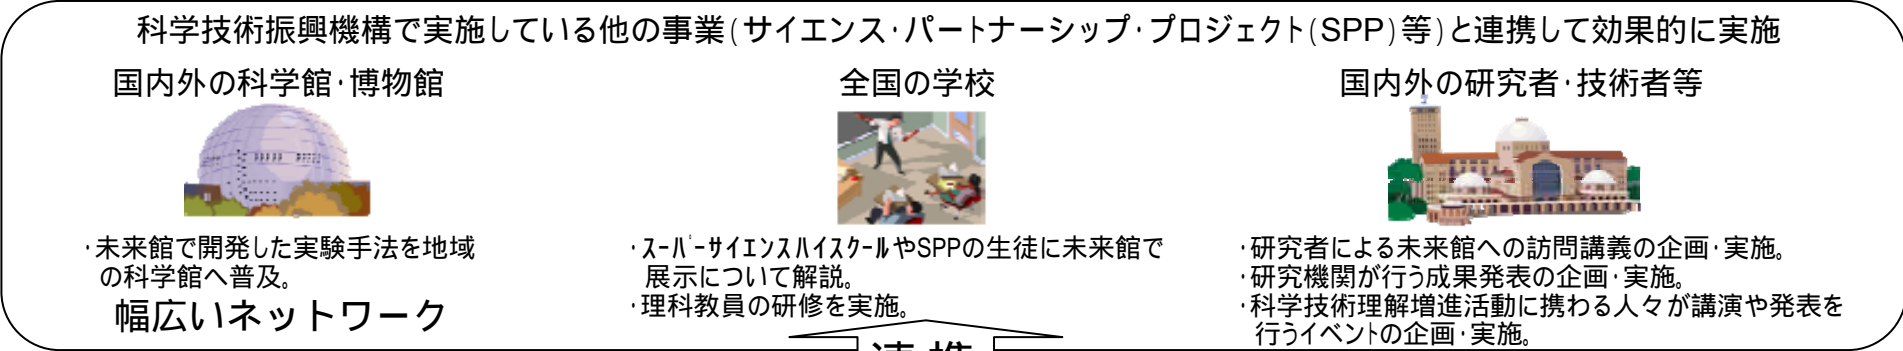 科学技術振興機構で実施している他の事業(サイエンス・パートナーシップ・プロジェクト(SPP)等)と連携して効果的に実施
国内外の科学館・博物館
・未来館で開発した実験手法を地域
の科学館へ普及。
幅広いネットワーク
全国の学校
・ｽｰﾊﾟｰｻｲｴﾝｽﾊｲｽｸｰﾙやSPPの生徒に未来館で
展示について解説。
・理科教員の研修を実施。
国内外の研究者・技術者等
・研究者による未来館への訪問講義の企画・実施。
・研究機関が行う成果発表の企画・実施。
・科学技術理解増進活動に携わる人々が講演や発表を
行うイベントの企画・実施。
連携